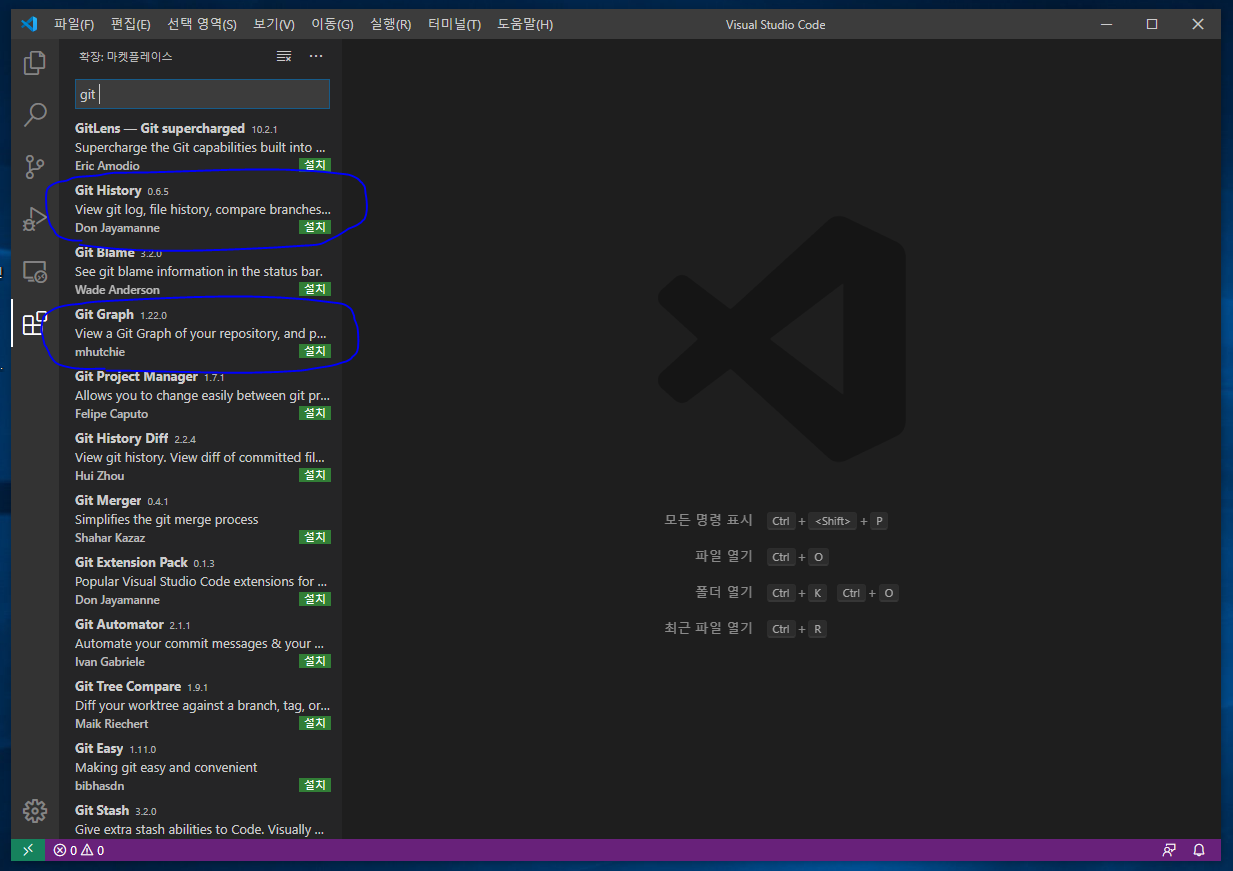 파일(F) 편집(E) 선택 영역(S) 보기(V) 이동(G) 실행(R) 터미널(T) 도움말(H) Visual Studio Code
확장: 마켓플레이스
git
GitLens — Git supercharged 10.2.1
Supercharge the Git capabilities built into ...
Eric Amodio 설치
Git History 0.6.5
View git log, file history, compare branches...
Don Jayamanne 설치
Git Blame 3.2.0
See git blame information in the status bar.
Wade Anderson 설치
Git Graph 1.22.0
View a Git Graph of your repository, and p...
mhutchie 설치
Git Project Manager 1.7.1
Allows you to change easily between git pr...
Felipe Caputo 설치
Git History Diff 2.2.4
View git history. View diff of committed fil...
Hui Zhou 설치
Git Merger 0.4.1
Simplifies the git merge process
Shahar Kazaz 설치
Git Extension Pack 0.1.3
Popular Visual Studio Code extensions for ...
Don Jayamanne 설치
Git Automator 2.1.1
Automate your commit messages & your ...
Ivan Gabriele 설치
Git Tree Compare 1.9.1
Diff your worktree against a branch, tag, or...
Maik Riechert 설치
Git Easy 1.11.0
Making git easy and convenient
bibhasdn 설치
Git Stash 3.2.0
Give extra stash abilities to Code. Visually ...
모든 명령 표시 Ctrl + <Shift> + P
파일 열기 Ctrl + O
폴더 열기 Ctrl + K Ctrl + O
최근 파일 열기 Ctrl + R
0 0